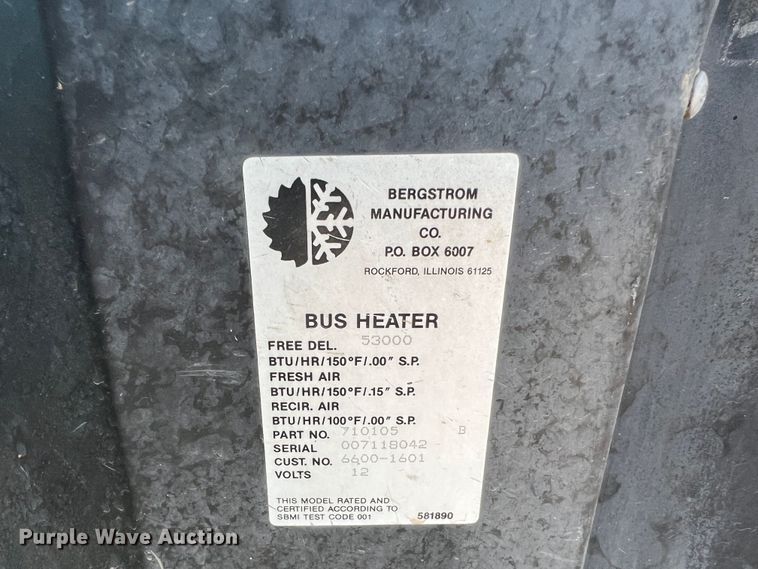 BERGSTROM
MANUFACTURING
CO.
P.O. BOX 6007
ROCKFORD, ILLINOIS 61125
BUS HEATER
FREE DEL. 53000
BTU/HR/150°F/.00" S.P.
FRESH AIR
BTU/HR/150°F/.15" S.P.
RECIR. AIR
BTU/HR/100°F/.00" S.P.
PART NO. 710105 B
SERIAL 007118042
CUST. NO. 6600-1601
VOLTS 12
THIS MODEL RATED AND
CERTIFIED ACCORDING TO
SBMI TEST CODE 001 581890
Purple Wave Auction